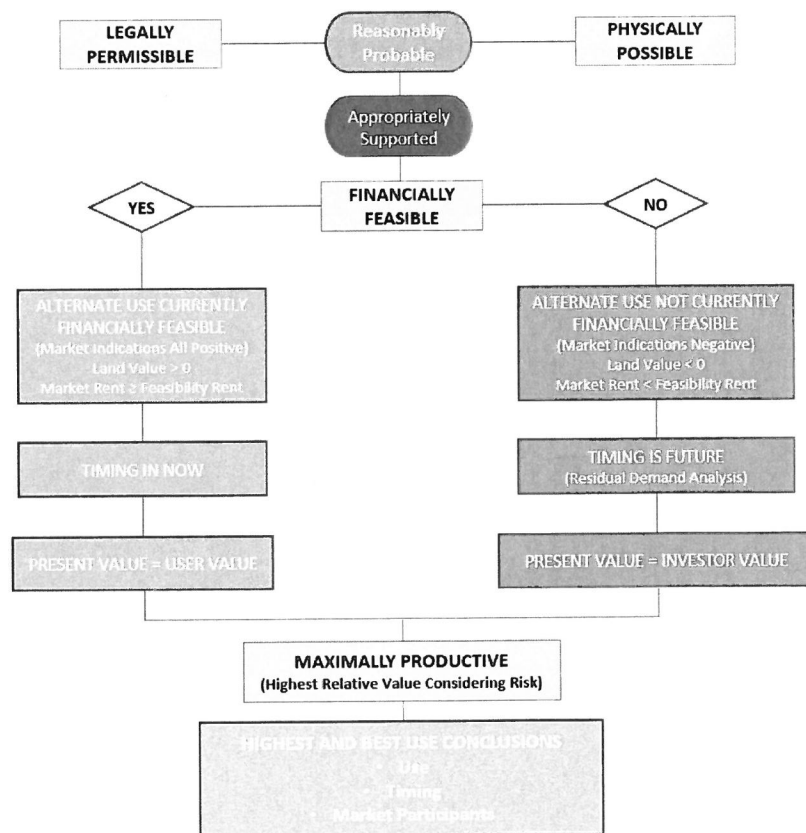 LEGALLY
PERMISSIBLE
Reasonably
Probable
PHYSICALLY
POSSIBLE
Appropriately
Supported
YES
FINANCIALLY
FEASIBLE
NO
ALTERNATE USE CURRENTLY
FINANCIALLY FEASIBLE
(Market Indications All Positive)
Land Value > 0
Market Rent ≥ Feasibility Rent
ALTERNATE USE NOT CURRENTLY
FINANCIALLY FEASIBLE
(Market Indications Negative)
Land Value < 0
Market Rent < Feasibility Rent
TIMING IN NOW
TIMING IS FUTURE
(Residual Demand Analysis)
PRESENT VALUE = USER VALUE
PRESENT VALUE = INVESTOR VALUE
MAXIMALLY PRODUCTIVE
(Highest Relative Value Considering Risk)
HIGHEST AND BEST USE CONCLUSIONS
• Use
• Timing
• Market Participants